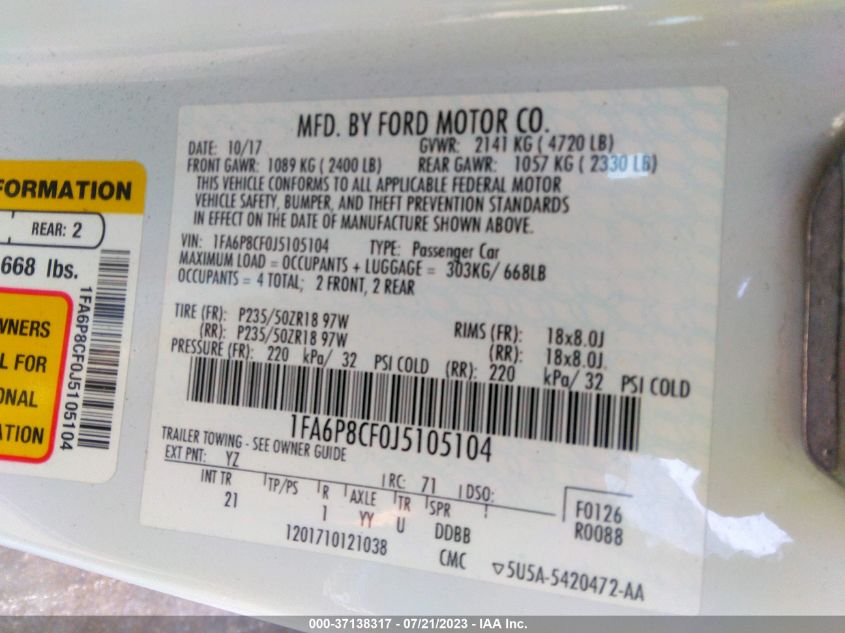 FORMATION
REAR: 2
668 lbs.
WNERS
L FOR
ONAL
ATION
1FA6P8CF0J5105104
MFD. BY FORD MOTOR CO.
DATE: 10/17 GVWR: 2141 KG ( 4720 LB)
FRONT GAWR: 1089 KG ( 2400 LB) REAR GAWR: 1057 KG ( 2330 LB)
THIS VEHICLE CONFORMS TO ALL APPLICABLE FEDERAL MOTOR
VEHICLE SAFETY, BUMPER, AND THEFT PREVENTION STANDARDS
IN EFFECT ON THE DATE OF MANUFACTURE SHOWN ABOVE.
VIN: 1FA6P8CF0J5105104 TYPE: Passenger Car
MAXIMUM LOAD = OCCUPANTS + LUGGAGE = 303KG/ 668LB
OCCUPANTS = 4 TOTAL; 2 FRONT, 2 REAR
TIRE (FR): P235/50ZR18 97W RIMS (FR): 18x8.0J
(RR): P235/50ZR18 97W (RR): 18x8.0J
PRESSURE (FR): 220 kPa/ 32 PSI COLD (RR): 220 kPa/ 32 PSI COLD
1FA6P8CF0J5105104
TRAILER TOWING - SEE OWNER GUIDE
EXT PNT: YZ RC: 71 DSO:
INT TR TP/PS R AXLE TR SPR F0126
21 1 YY U DDBB R0088
1201710121038 CMC ▽5U5A-5420472-AA
000-37138317 - 07/21/2023 - IAA Inc.